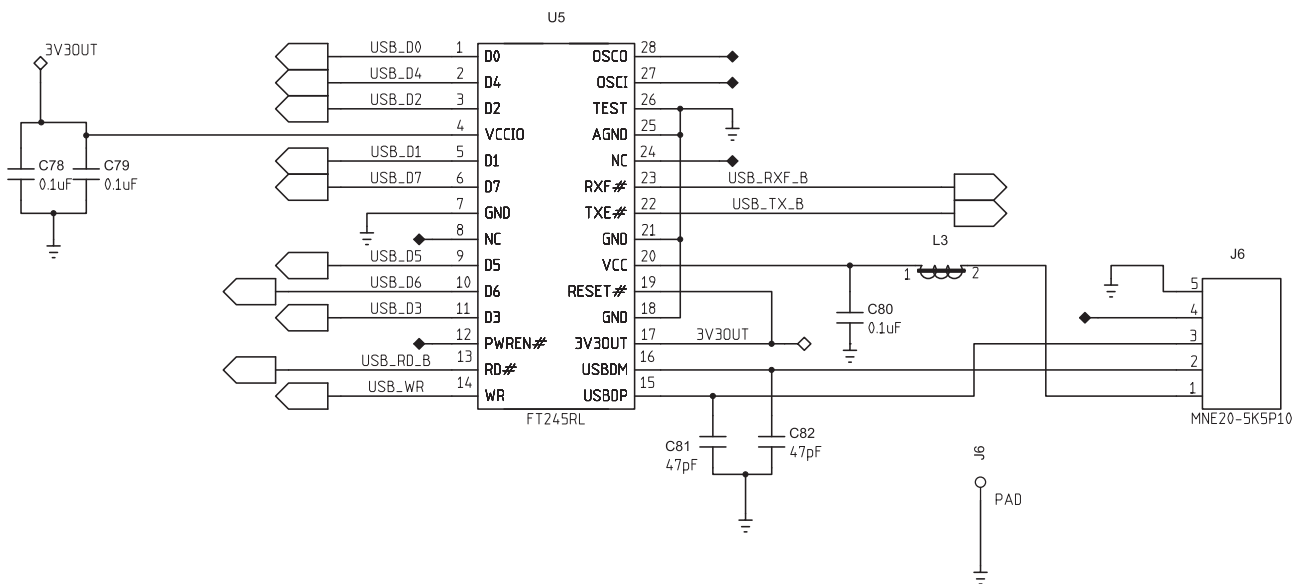 U5
3V3OUT
USB_D0 1 D0 OSCO 28
USB_D4 2 D4 OSCI 27
USB_D2 3 D2 TEST 26
4 VCCIO AGND 25
USB_D1 5 D1 NC 24
USB_D7 6 D7 RXF# 23 USB_RXF_B
7 GND TXE# 22 USB_TX_B
8 NC GND 21
USB_D5 9 D5 VCC 20
USB_D6 10 D6 RESET# 19
USB_D3 11 D3 GND 18
12 PWREN# 3V3OUT 17 3V3OUT
USB_RD_B 13 RD# USBDM 16
USB_WR 14 WR USBDP 15
FT245RL
C78
0.1uF
C79
0.1uF
L3
1 2
C80
0.1uF
J6
5
4
3
2
1
MNE20-5K5P10
C81
47pF
C82
47pF
J6
PAD